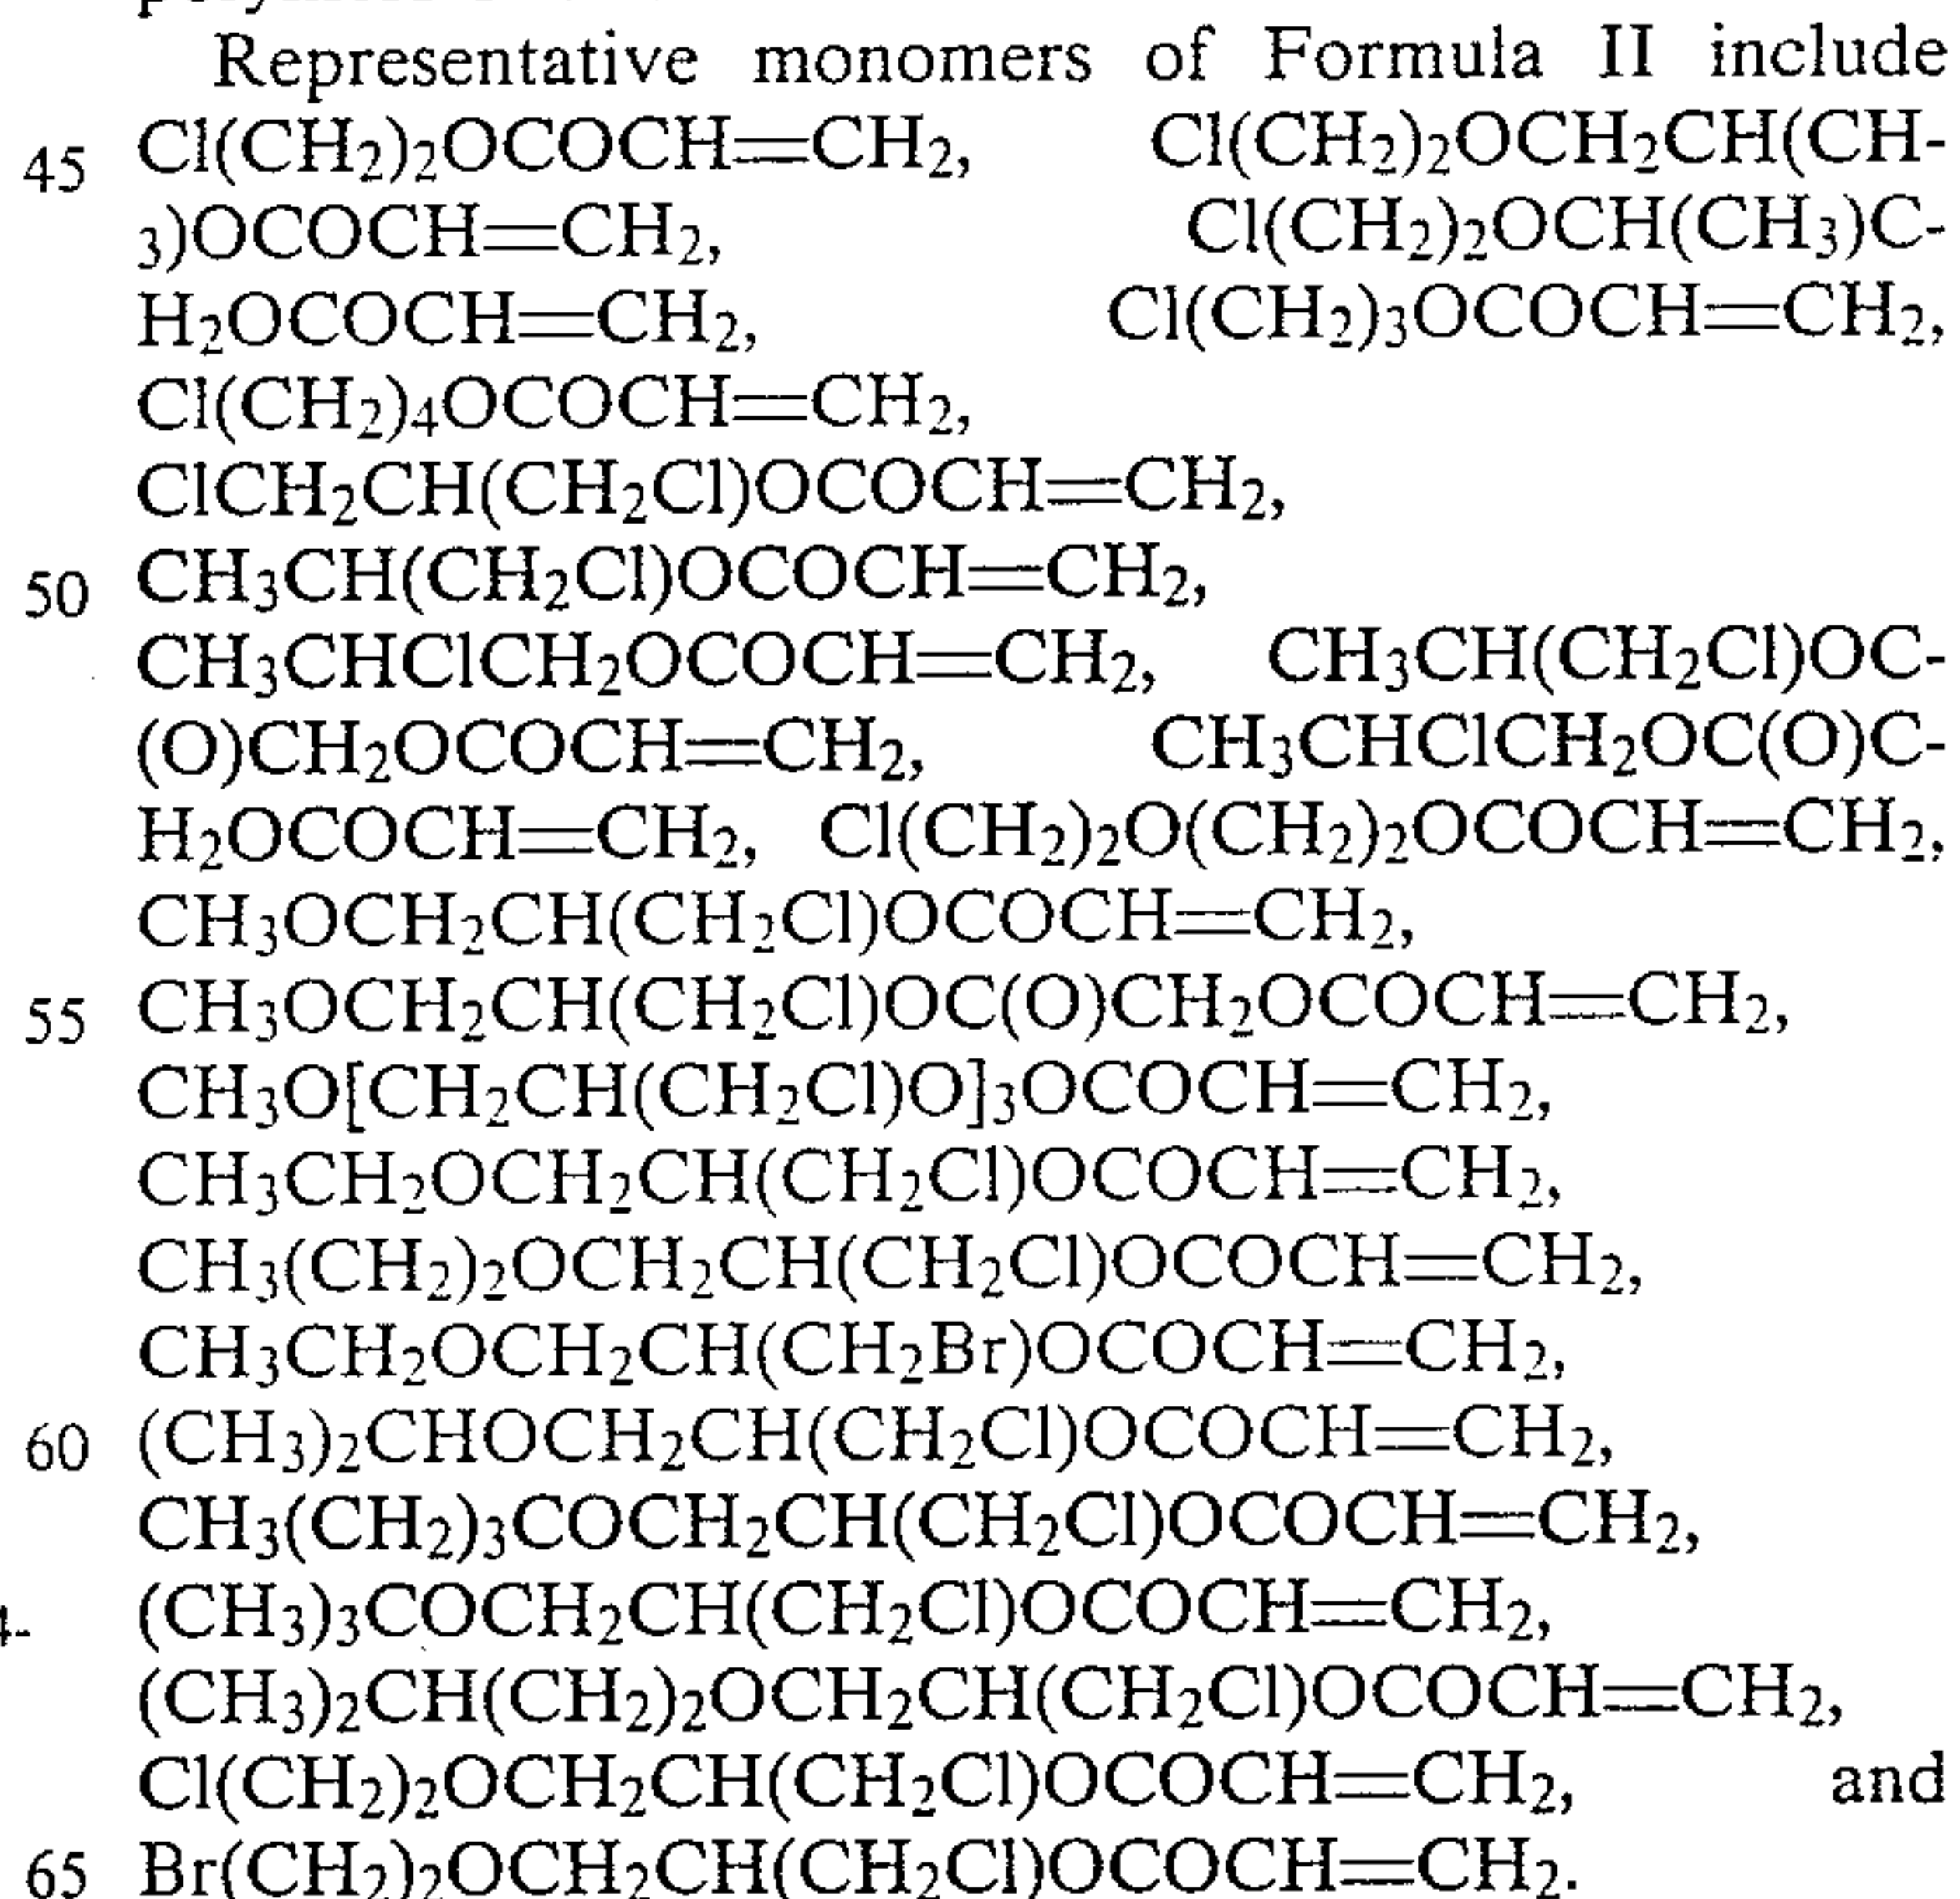 Representative monomers of Formula II include
45 Cl(CH₂)₂OCOCH=CH₂, Cl(CH₂)₂OCH₂CH(CH-
₃)OCOCH=CH₂, Cl(CH₂)₂OCH(CH₃)C-
H₂OCOCH=CH₂, Cl(CH₂)₃OCOCH=CH₂,
Cl(CH₂)₄OCOCH=CH₂,
ClCH₂CH(CH₂Cl)OCOCH=CH₂,
50 CH₃CH(CH₂Cl)OCOCH=CH₂,
CH₃CHClCH₂OCOCH=CH₂, CH₃CH(CH₂Cl)OC-
(O)CH₂OCOCH=CH₂, CH₃CHClCH₂OC(O)C-
H₂OCOCH=CH₂, Cl(CH₂)₂O(CH₂)₂OCOCH=CH₂,
CH₃OCH₂CH(CH₂Cl)OCOCH=CH₂,
55 CH₃OCH₂CH(CH₂Cl)OC(O)CH₂OCOCH=CH₂,
CH₃O[CH₂CH(CH₂Cl)O]₃OCOCH=CH₂,
CH₃CH₂OCH₂CH(CH₂Cl)OCOCH=CH₂,
CH₃(CH₂)₂OCH₂CH(CH₂Cl)OCOCH=CH₂,
CH₃CH₂OCH₂CH(CH₂Br)OCOCH=CH₂,
60 (CH₃)₂CHOCH₂CH(CH₂Cl)OCOCH=CH₂,
CH₃(CH₂)₃COCH₂CH(CH₂Cl)OCOCH=CH₂,
(CH₃)₃COCH₂CH(CH₂Cl)OCOCH=CH₂,
(CH₃)₂CH(CH₂)₂OCH₂CH(CH₂Cl)OCOCH=CH₂,
Cl(CH₂)₂OCH₂CH(CH₂Cl)OCOCH=CH₂, and
65 Br(CH₂)₂OCH₂CH(CH₂Cl)OCOCH=CH₂.